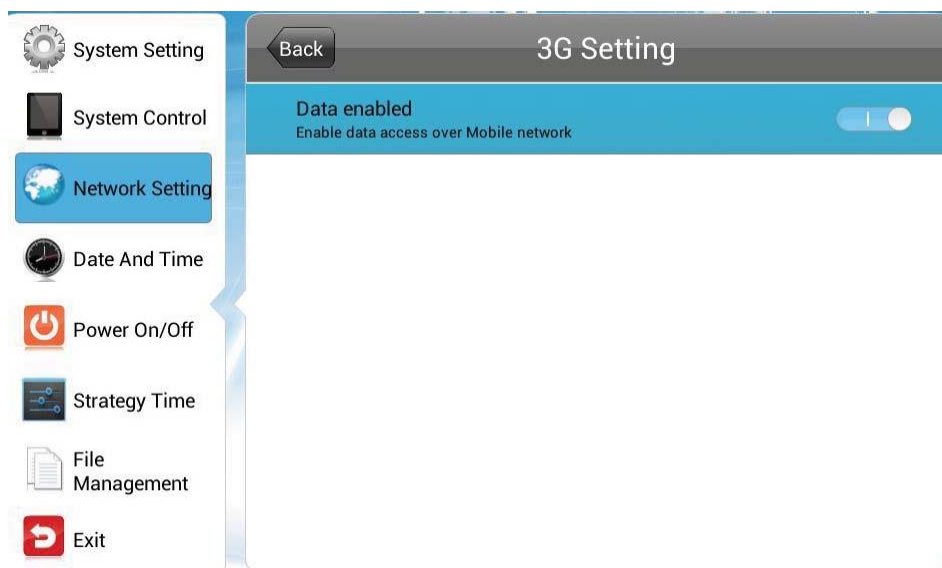 System Setting
System Control
Network Setting
Date And Time
Power On/Off
Strategy Time
File
Management
Exit
Back
3G Setting
Data enabled
Enable data access over Mobile network